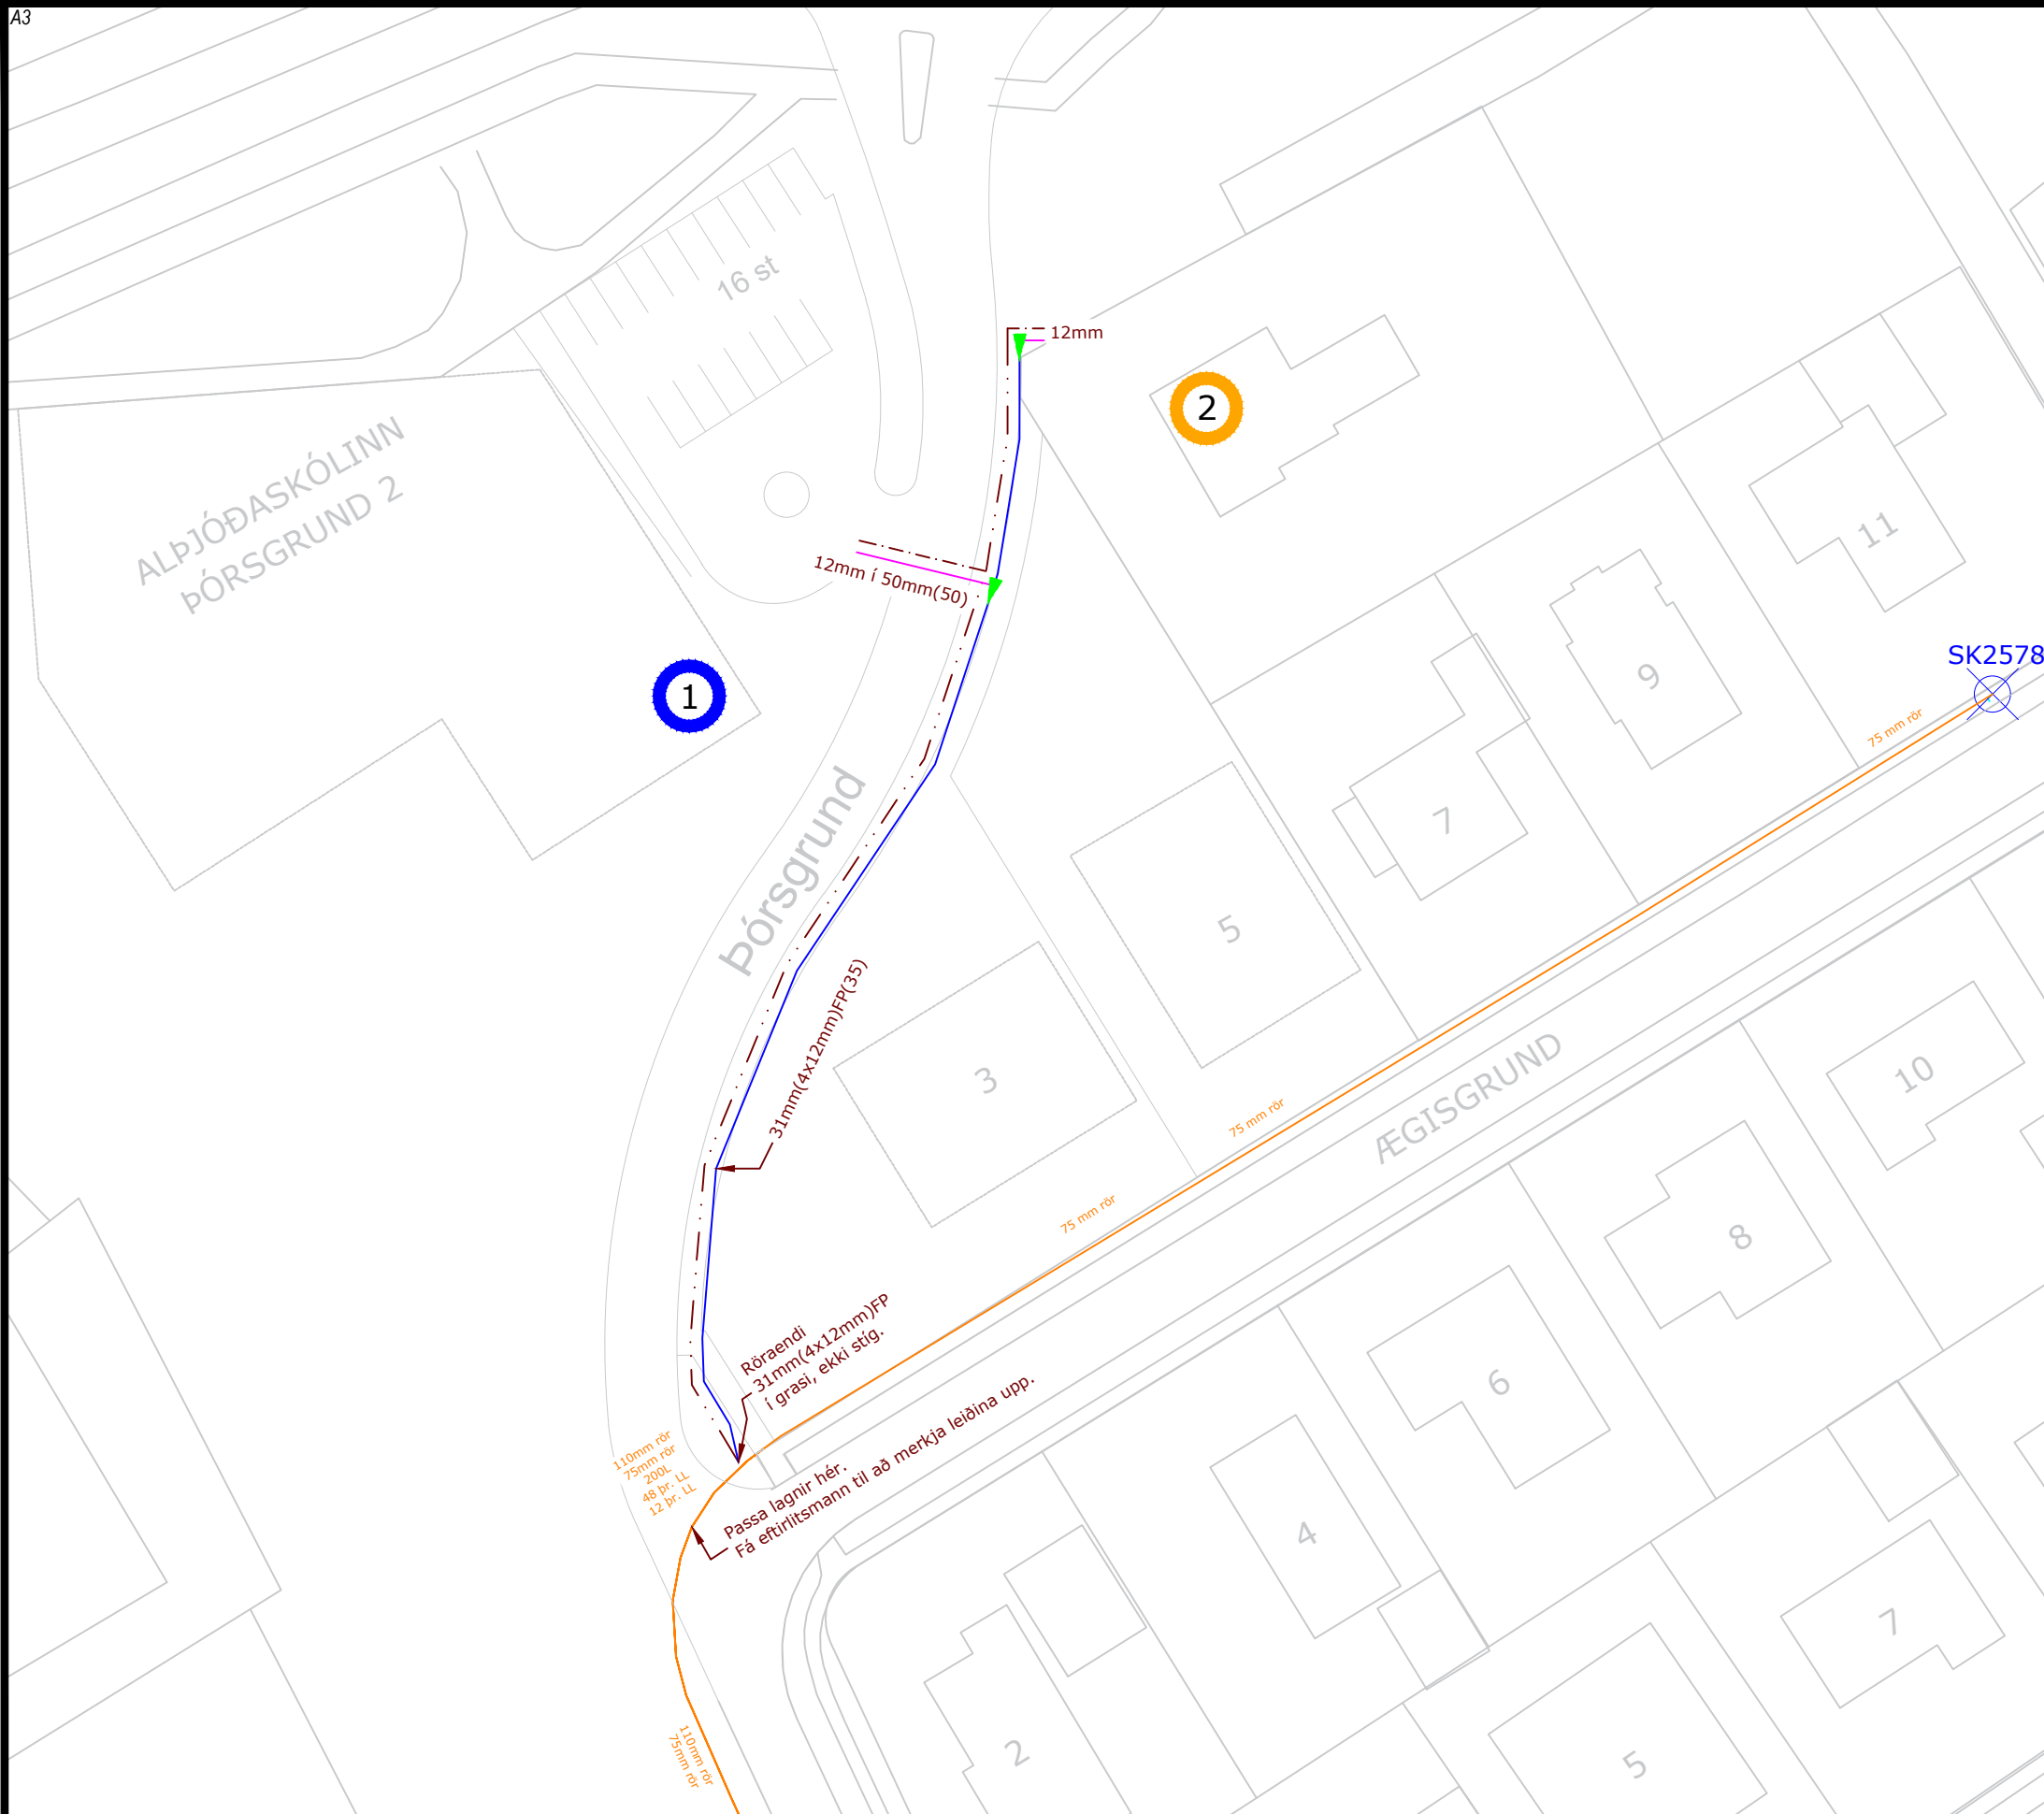 A3
16 st
12mm
2
ALÞJÓÐASKÓLINN
ÞÓRSGRUND 2
11
12mm í 50mm(50)
9
SK2578
1
75 mm rör
7
Þórsgrund
5
31mm(4x12mm)FP(35)
3
ÆGISGRUND
10
75 mm rör
75 mm rör
8
Röraendi
31mm(4x12mm)FP
í grasi, ekki stíg.
6
110mm rör
75mm rör
200L
48 þr. LL
12 þr. LL
Passa lagnir hér.
Fá eftirlitsmann til að merkja leiðina upp.
4
7
110mm rör
75mm rör
2
5